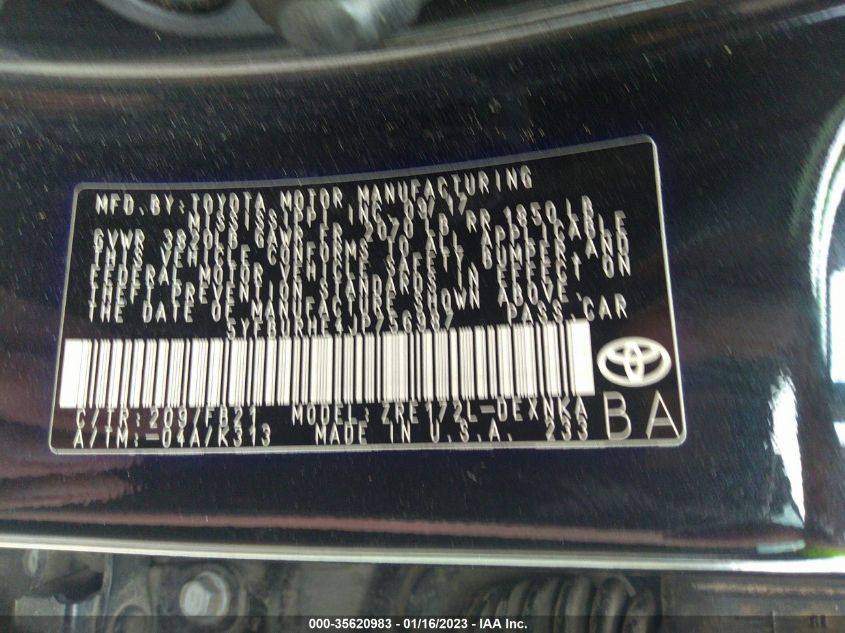 MFD. BY: TOYOTA MOTOR MANUFACTURING
MISSISSIPPI INC. 09/17
GVWR 3820LB GAWR FR 2070 LB RR 1850 LB
THIS VEHICLE CONFORMS TO ALL APPLICABLE
FEDERAL MOTOR VEHICLE SAFETY BUMPER AND
THEFT PREVENTION STANDARDS IN EFFECT ON
THE DATE OF MANUFACTURE SHOWN ABOVE.
PASS. CAR
C/TR: 209/FB21 MODEL: ZRE172L-DEXNKA
A/TM: -04A/K313 MADE IN U.S.A. 233
BA
000-35620983 - 01/16/2023 - IAA Inc.